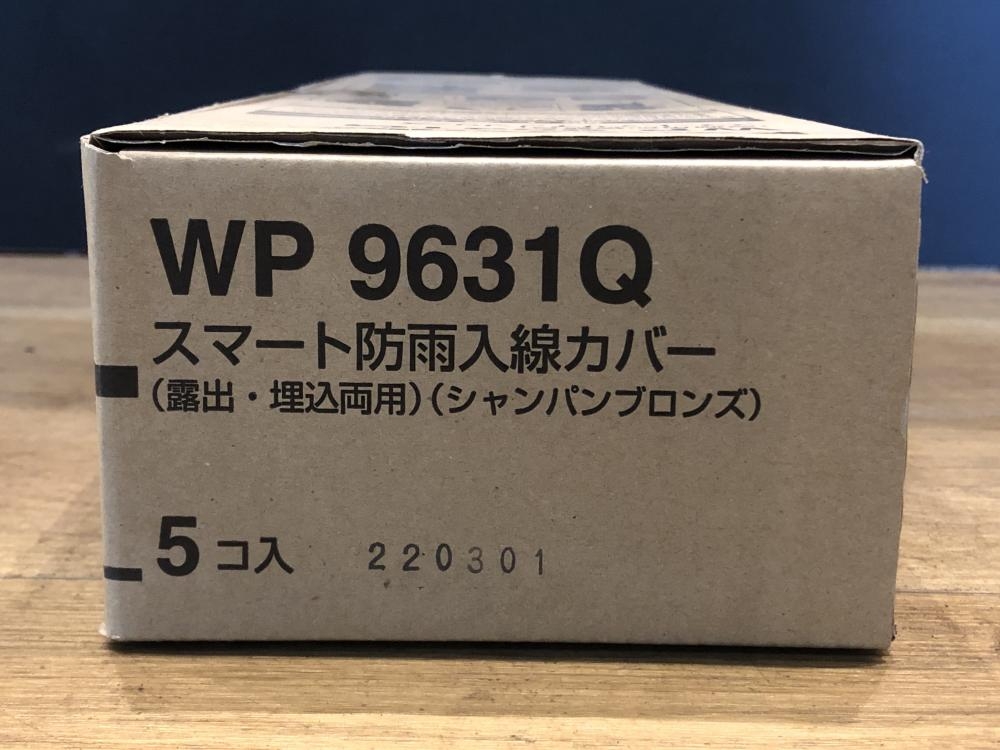 WP 9631Q
スマート防雨入線カバー
(露出・埋込両用)(シャンパンブロンズ)
5コ入 220301